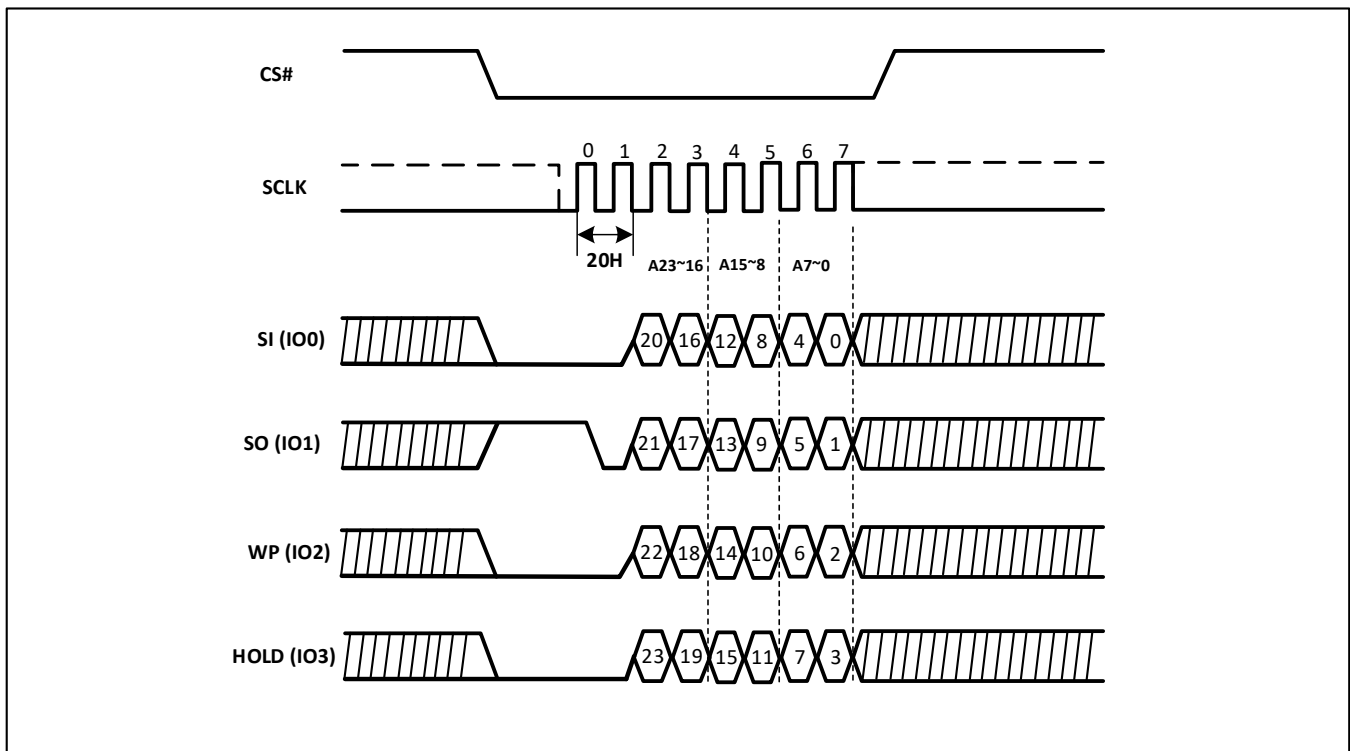 CS#
0 1 2 3 4 5 6 7
SCLK
20H A23~16 A15~8 A7~0
SI (IO0) 20 16 12 8 4 0
SO (IO1) 21 17 13 9 5 1
WP (IO2) 22 18 14 10 6 2
HOLD (IO3) 23 19 15 11 7 3